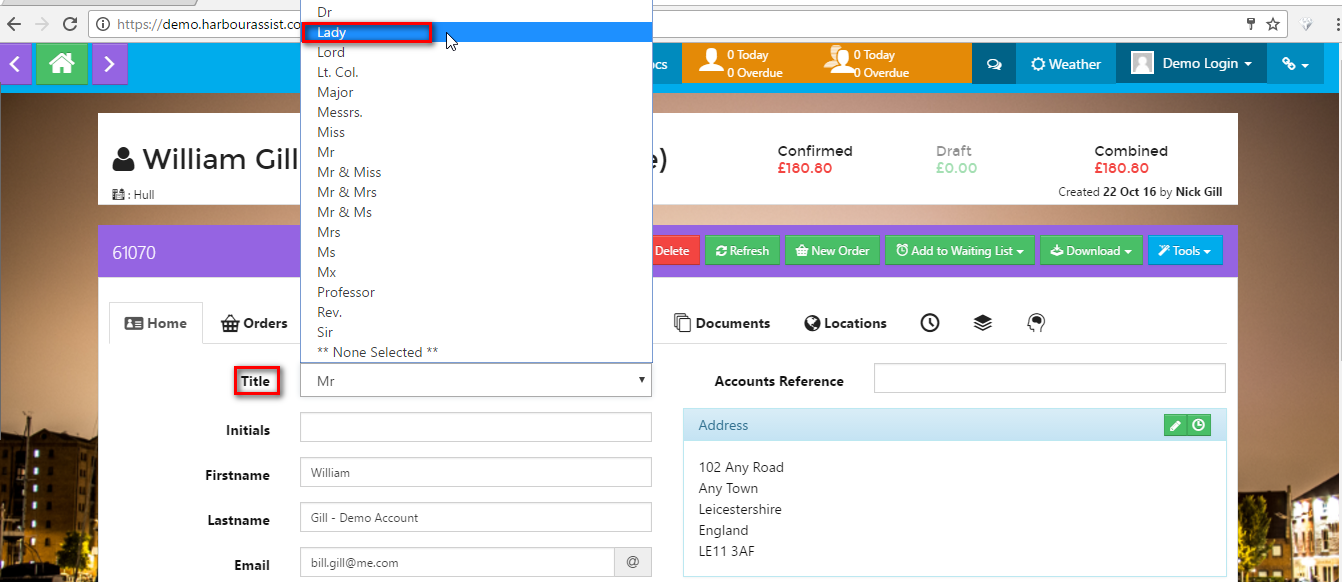 https://demo.harbourassist.co
Dr
Lady
Lord
Lt. Col.
Major
Messrs.
Miss
Mr
Mr & Miss
Mr & Mrs
Mr & Ms
Mrs
Ms
Mx
Professor
Rev.
Sir
** None Selected **
0 Today
0 Overdue
0 Today
0 Overdue
Weather
Demo Login
William Gill
: Hull
Confirmed
£180.80
Draft
£0.00
Combined
£180.80
Created 22 Oct 16 by Nick Gill
61070
Delete
Refresh
New Order
Add to Waiting List
Download
Tools
Home
Orders
Documents
Locations
Title
Mr
Accounts Reference
Initials
Firstname
William
Lastname
Gill - Demo Account
Email
bill.gill@me.com
@
Address
102 Any Road
Any Town
Leicestershire
England
LE11 3AF